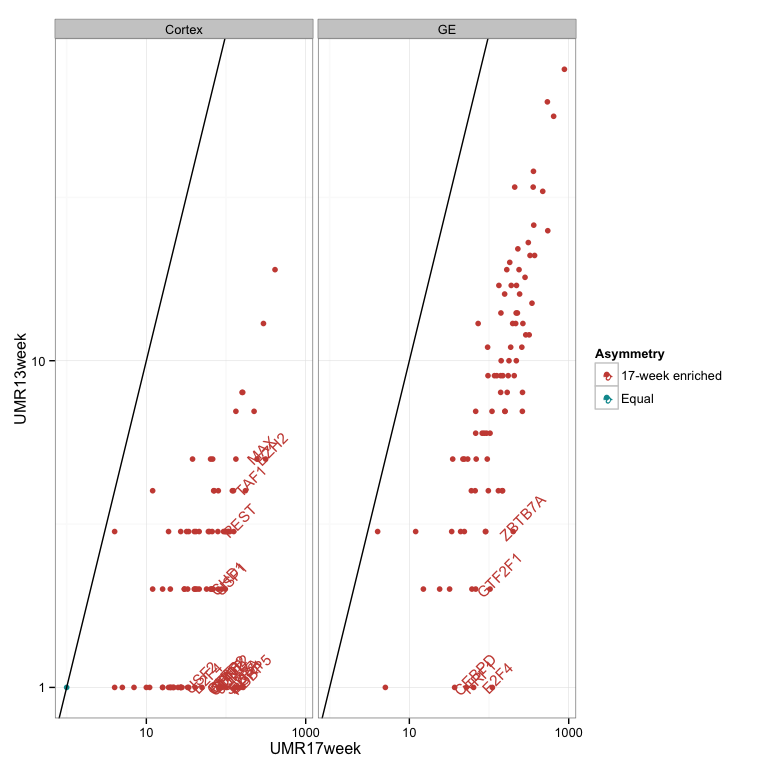 Cortex
GE
UMR13week
10
1
MAX
EZH2
TAF1
REST
ZBTB7A
GTF2F1
E2F4
10
1000
10
1000
UMR17week
Asymmetry
17-week enriched
Equal